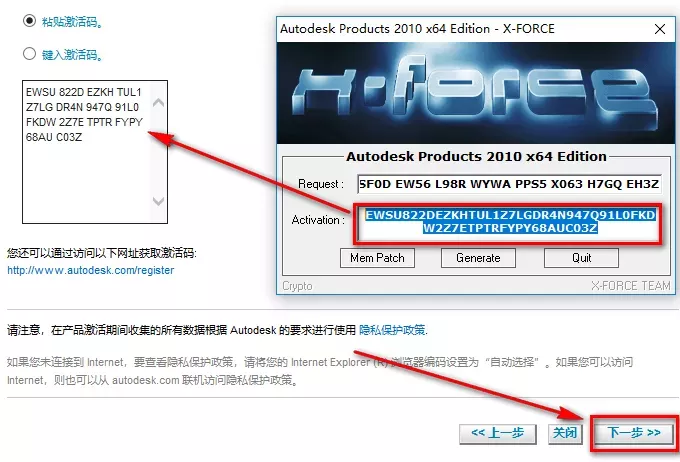 粘贴激活码。
键入激活码。
EWSU 822D EZKH TUL1
Z7LG DR4N 947Q 91L0
FKDW 2Z7E TPTR FYPY
68AU C03Z
您还可以通过访问以下网址获取激活码:
http://www.autodesk.com/register
Autodesk Products 2010 x64 Edition - X-FORCE
x-force
Autodesk Products 2010 x64 Edition
Request : SF0D EW56 L98R WYWA PPS5 X063 H7GQ EH3Z
Activation : EWSU822DEZKHTUL1Z7LGDR4N947Q91L0FKD
W2Z7ETPTRFYPY68AUC03Z
Mem Patch Generate Quit
Crypto X-FORCE TEAM
请注意，在产品激活期间收集的所有数据根据 Autodesk 的要求进行使用 隐私保护政策.
如果您未连接到 Internet，要查看隐私保护政策，请将您的 Internet Explorer (R) 浏览器编码设置为“自动选择”。如果您可以访问
Internet，则也可以从 autodesk.com 联机访问隐私保护政策。
<< 上一步 关闭 下一步 >>